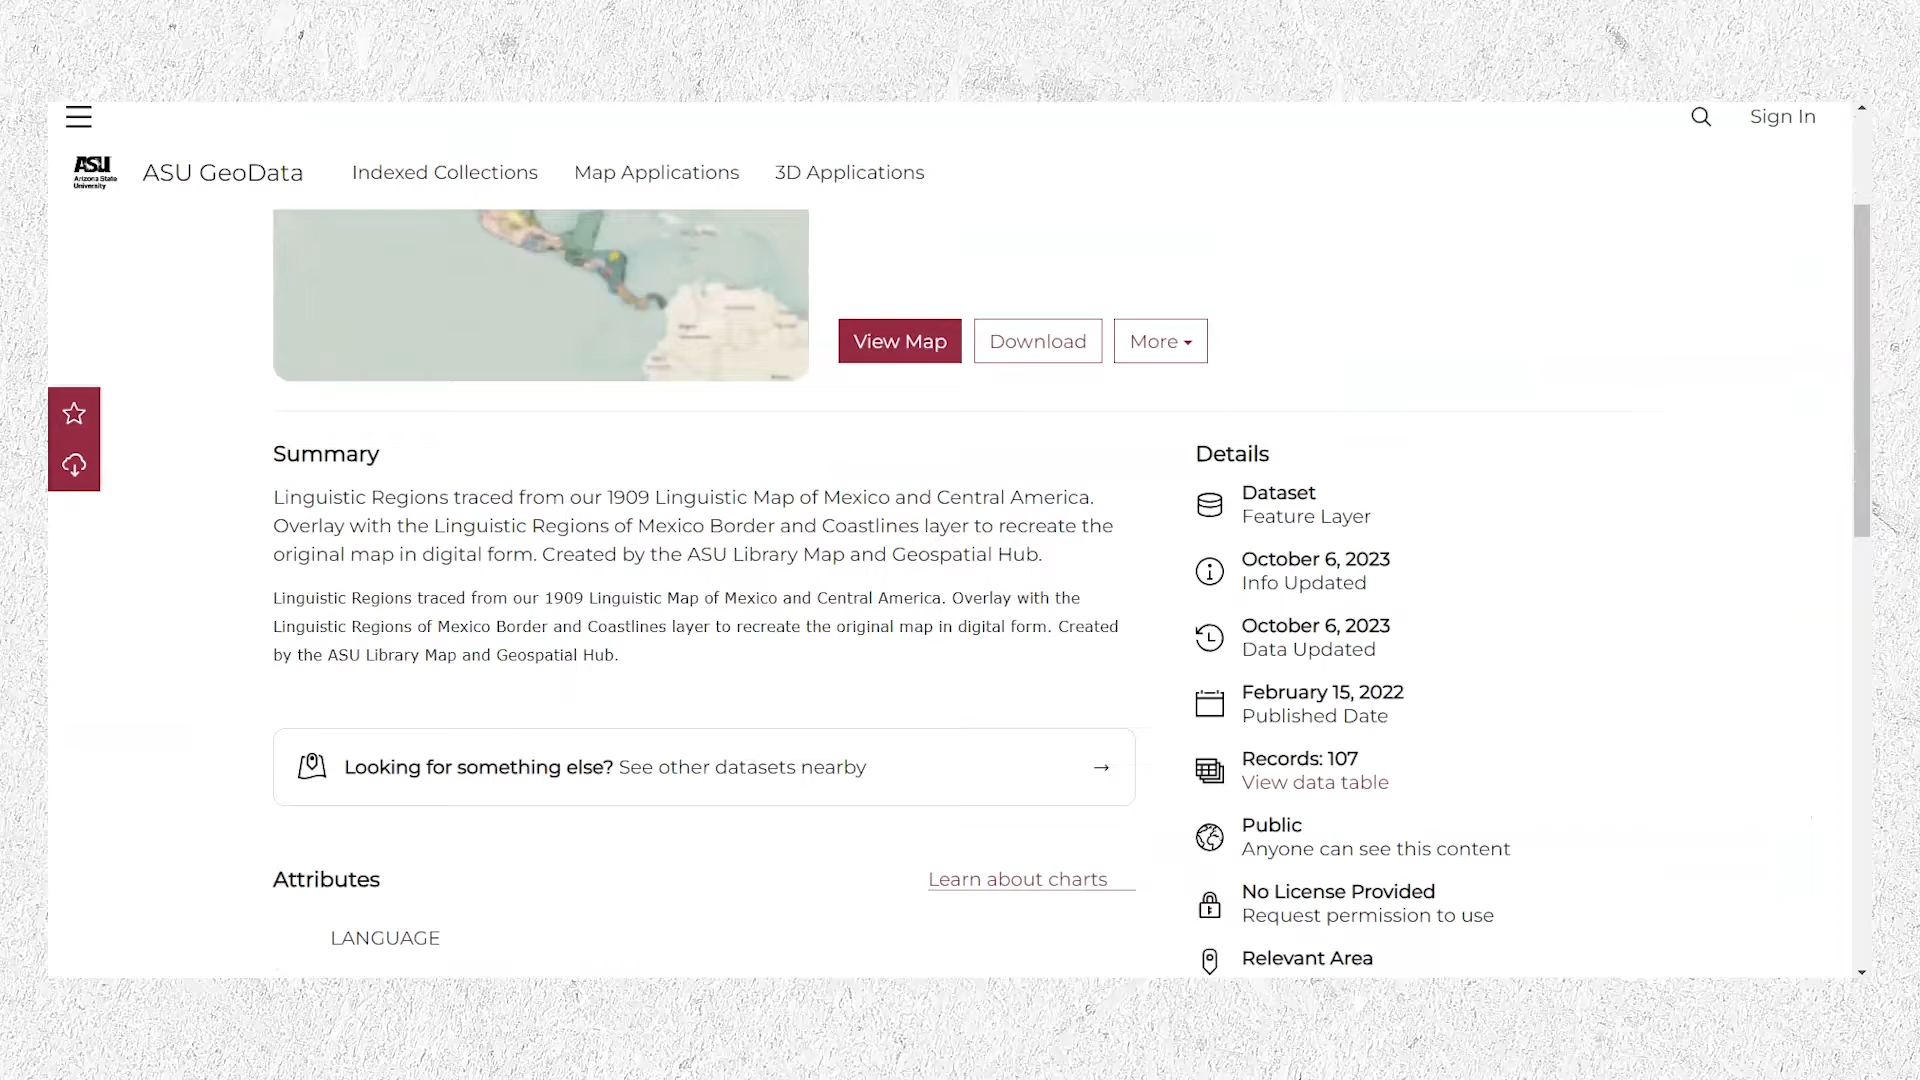 Sign In
ASU
Arizona State
University
ASU GeoData
Indexed Collections
Map Applications
3D Applications
View Map
Download
More
Summary
Linguistic Regions traced from our 1909 Linguistic Map of Mexico and Central America.
Overlay with the Linguistic Regions of Mexico Border and Coastlines layer to recreate the
original map in digital form. Created by the ASU Library Map and Geospatial Hub.
Linguistic Regions traced from our 1909 Linguistic Map of Mexico and Central America. Overlay with the
Linguistic Regions of Mexico Border and Coastlines layer to recreate the original map in digital form. Created
by the ASU Library Map and Geospatial Hub.
Looking for something else? See other datasets nearby
Attributes
Learn about charts
LANGUAGE
Details
Dataset
Feature Layer
October 6, 2023
Info Updated
October 6, 2023
Data Updated
February 15, 2022
Published Date
Records: 107
View data table
Public
Anyone can see this content
No License Provided
Request permission to use
Relevant Area